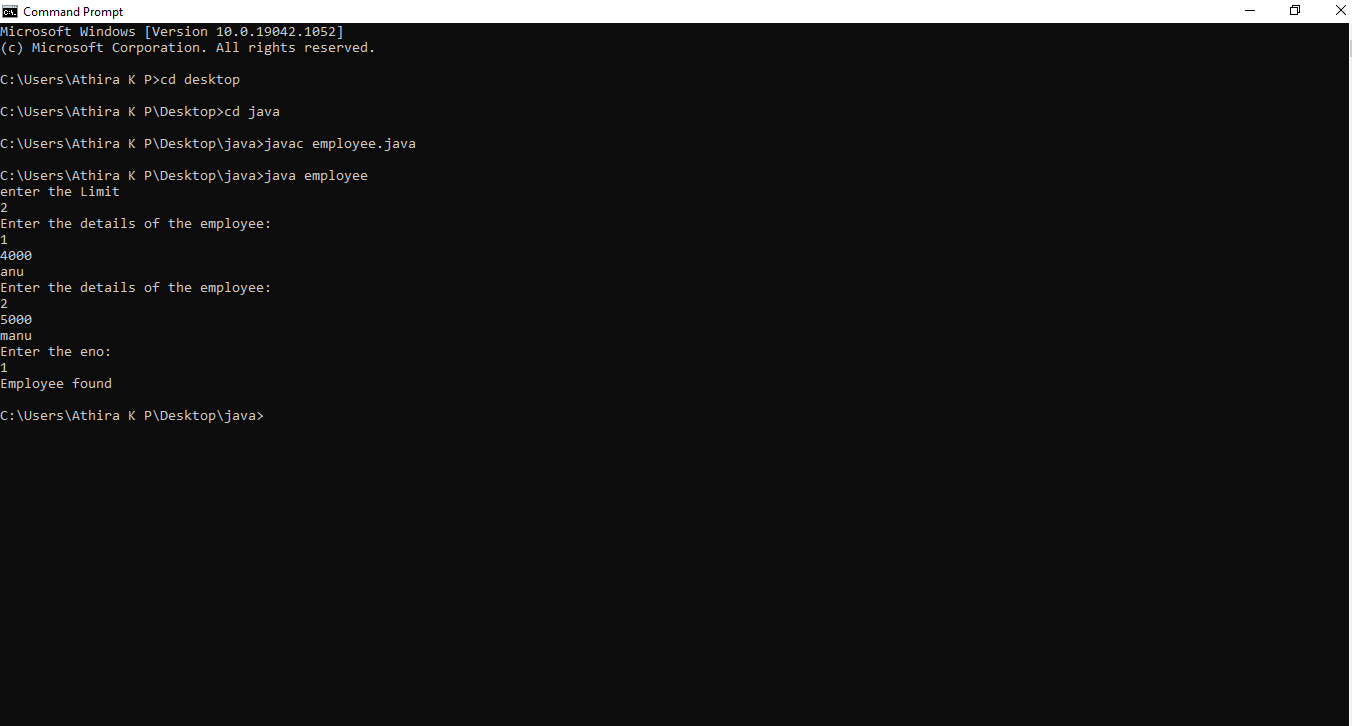 Command Prompt
Microsoft Windows [Version 10.0.19042.1052]
(c) Microsoft Corporation. All rights reserved.
C:\Users\Athira K P>cd desktop
C:\Users\Athira K P\Desktop>cd java
C:\Users\Athira K P\Desktop\java>javac employee.java
C:\Users\Athira K P\Desktop\java>java employee
enter the Limit
2
Enter the details of the employee:
1
4000
anu
Enter the details of the employee:
2
5000
manu
Enter the eno:
1
Employee found
C:\Users\Athira K P\Desktop\java>